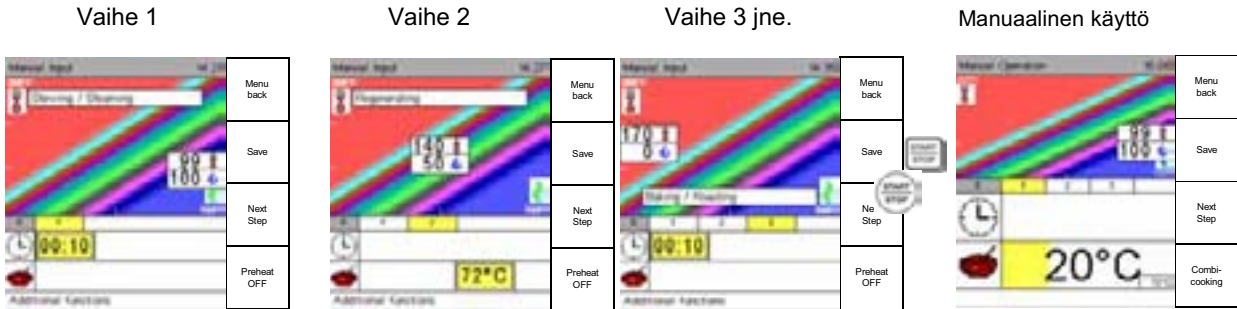 Vaihe 1
Vaihe 2
Vaihe 3 jne.
Manuaalinen käyttö
Manual Input
Stewing / Steaming
99
100
00:10
Additional functions
Menu
back
Save
Next
Step
Preheat
OFF
Manual Input
Regenerating
140
50
72°C
Additional functions
Menu
back
Save
Next
Step
Preheat
OFF
Manual Input
170
0
Baking / Roasting
00:10
Additional functions
Menu
back
Save
Ne
Step
Preheat
OFF
START
STOP
START
STOP
Manual Operation
99
100
20°C
Menu
back
Save
Next
Step
Combi-
cooking